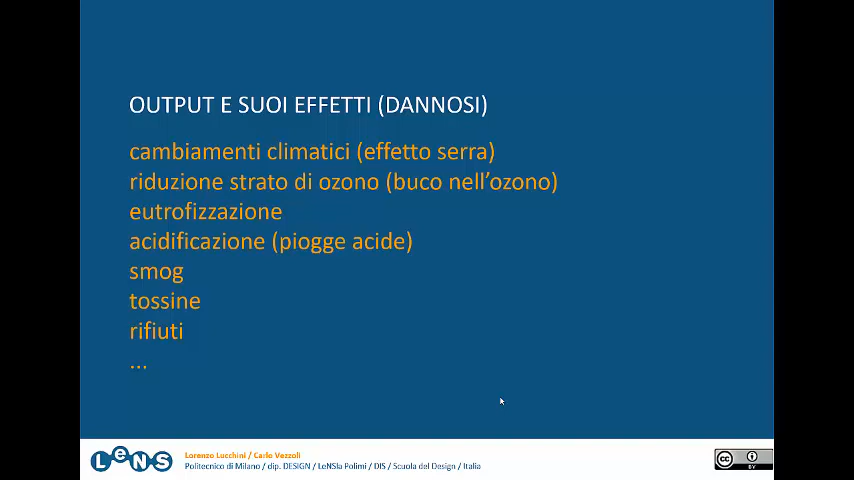 OUTPUT E SUOI EFFETTI (DANNOSI)
cambiamenti climatici (effetto serra)
riduzione strato di ozono (buco nell’ozono)
eutrofizzazione
acidificazione (piogge acide)
smog
tossine
rifiuti
...
LeNS
Lorenzo Lucchini / Carlo Vezzoli
Politecnico di Milano / dip. DESIGN / LeNSla Polimi / DIS / Scuola del Design / Italia
cc
BY